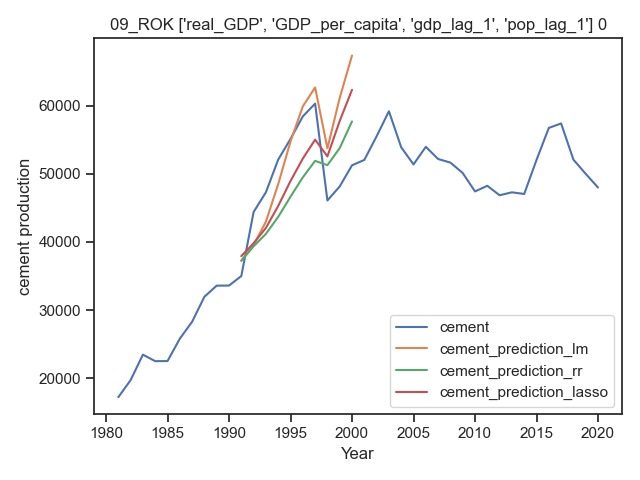 09_ROK ['real_GDP', 'GDP_per_capita', 'gdp_lag_1', 'pop_lag_1'] 0
60000
50000
40000
30000
20000
cement production
cement
cement_prediction_lm
cement_prediction_rr
cement_prediction_lasso
1980 1985 1990 1995 2000 2005 2010 2015 2020
Year